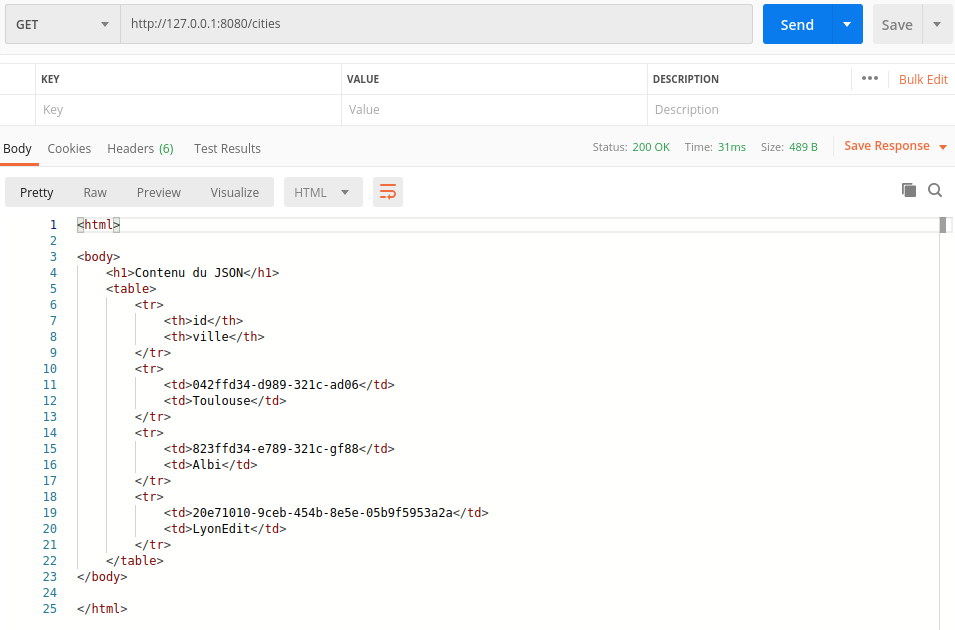 GET http://127.0.0.1:8080/cities Send Save
KEY VALUE DESCRIPTION ••• Bulk Edit
Key Value Description
Body Cookies Headers (6) Test Results Status: 200 OK Time: 31ms Size: 489 B Save Response
Pretty Raw Preview Visualize HTML
1 <html>
2
3 <body>
4 <h1>Contenu du JSON</h1>
5 <table>
6 <tr>
7 <th>id</th>
8 <th>ville</th>
9 </tr>
10 <tr>
11 <td>042ffd34-d989-321c-ad06</td>
12 <td>Toulouse</td>
13 </tr>
14 <tr>
15 <td>823ffd34-e789-321c-gf88</td>
16 <td>Albi</td>
17 </tr>
18 <tr>
19 <td>20e71010-9ceb-454b-8e5e-05b9f5953a2a</td>
20 <td>LyonEdit</td>
21 </tr>
22 </table>
23 </body>
24
25 </html>